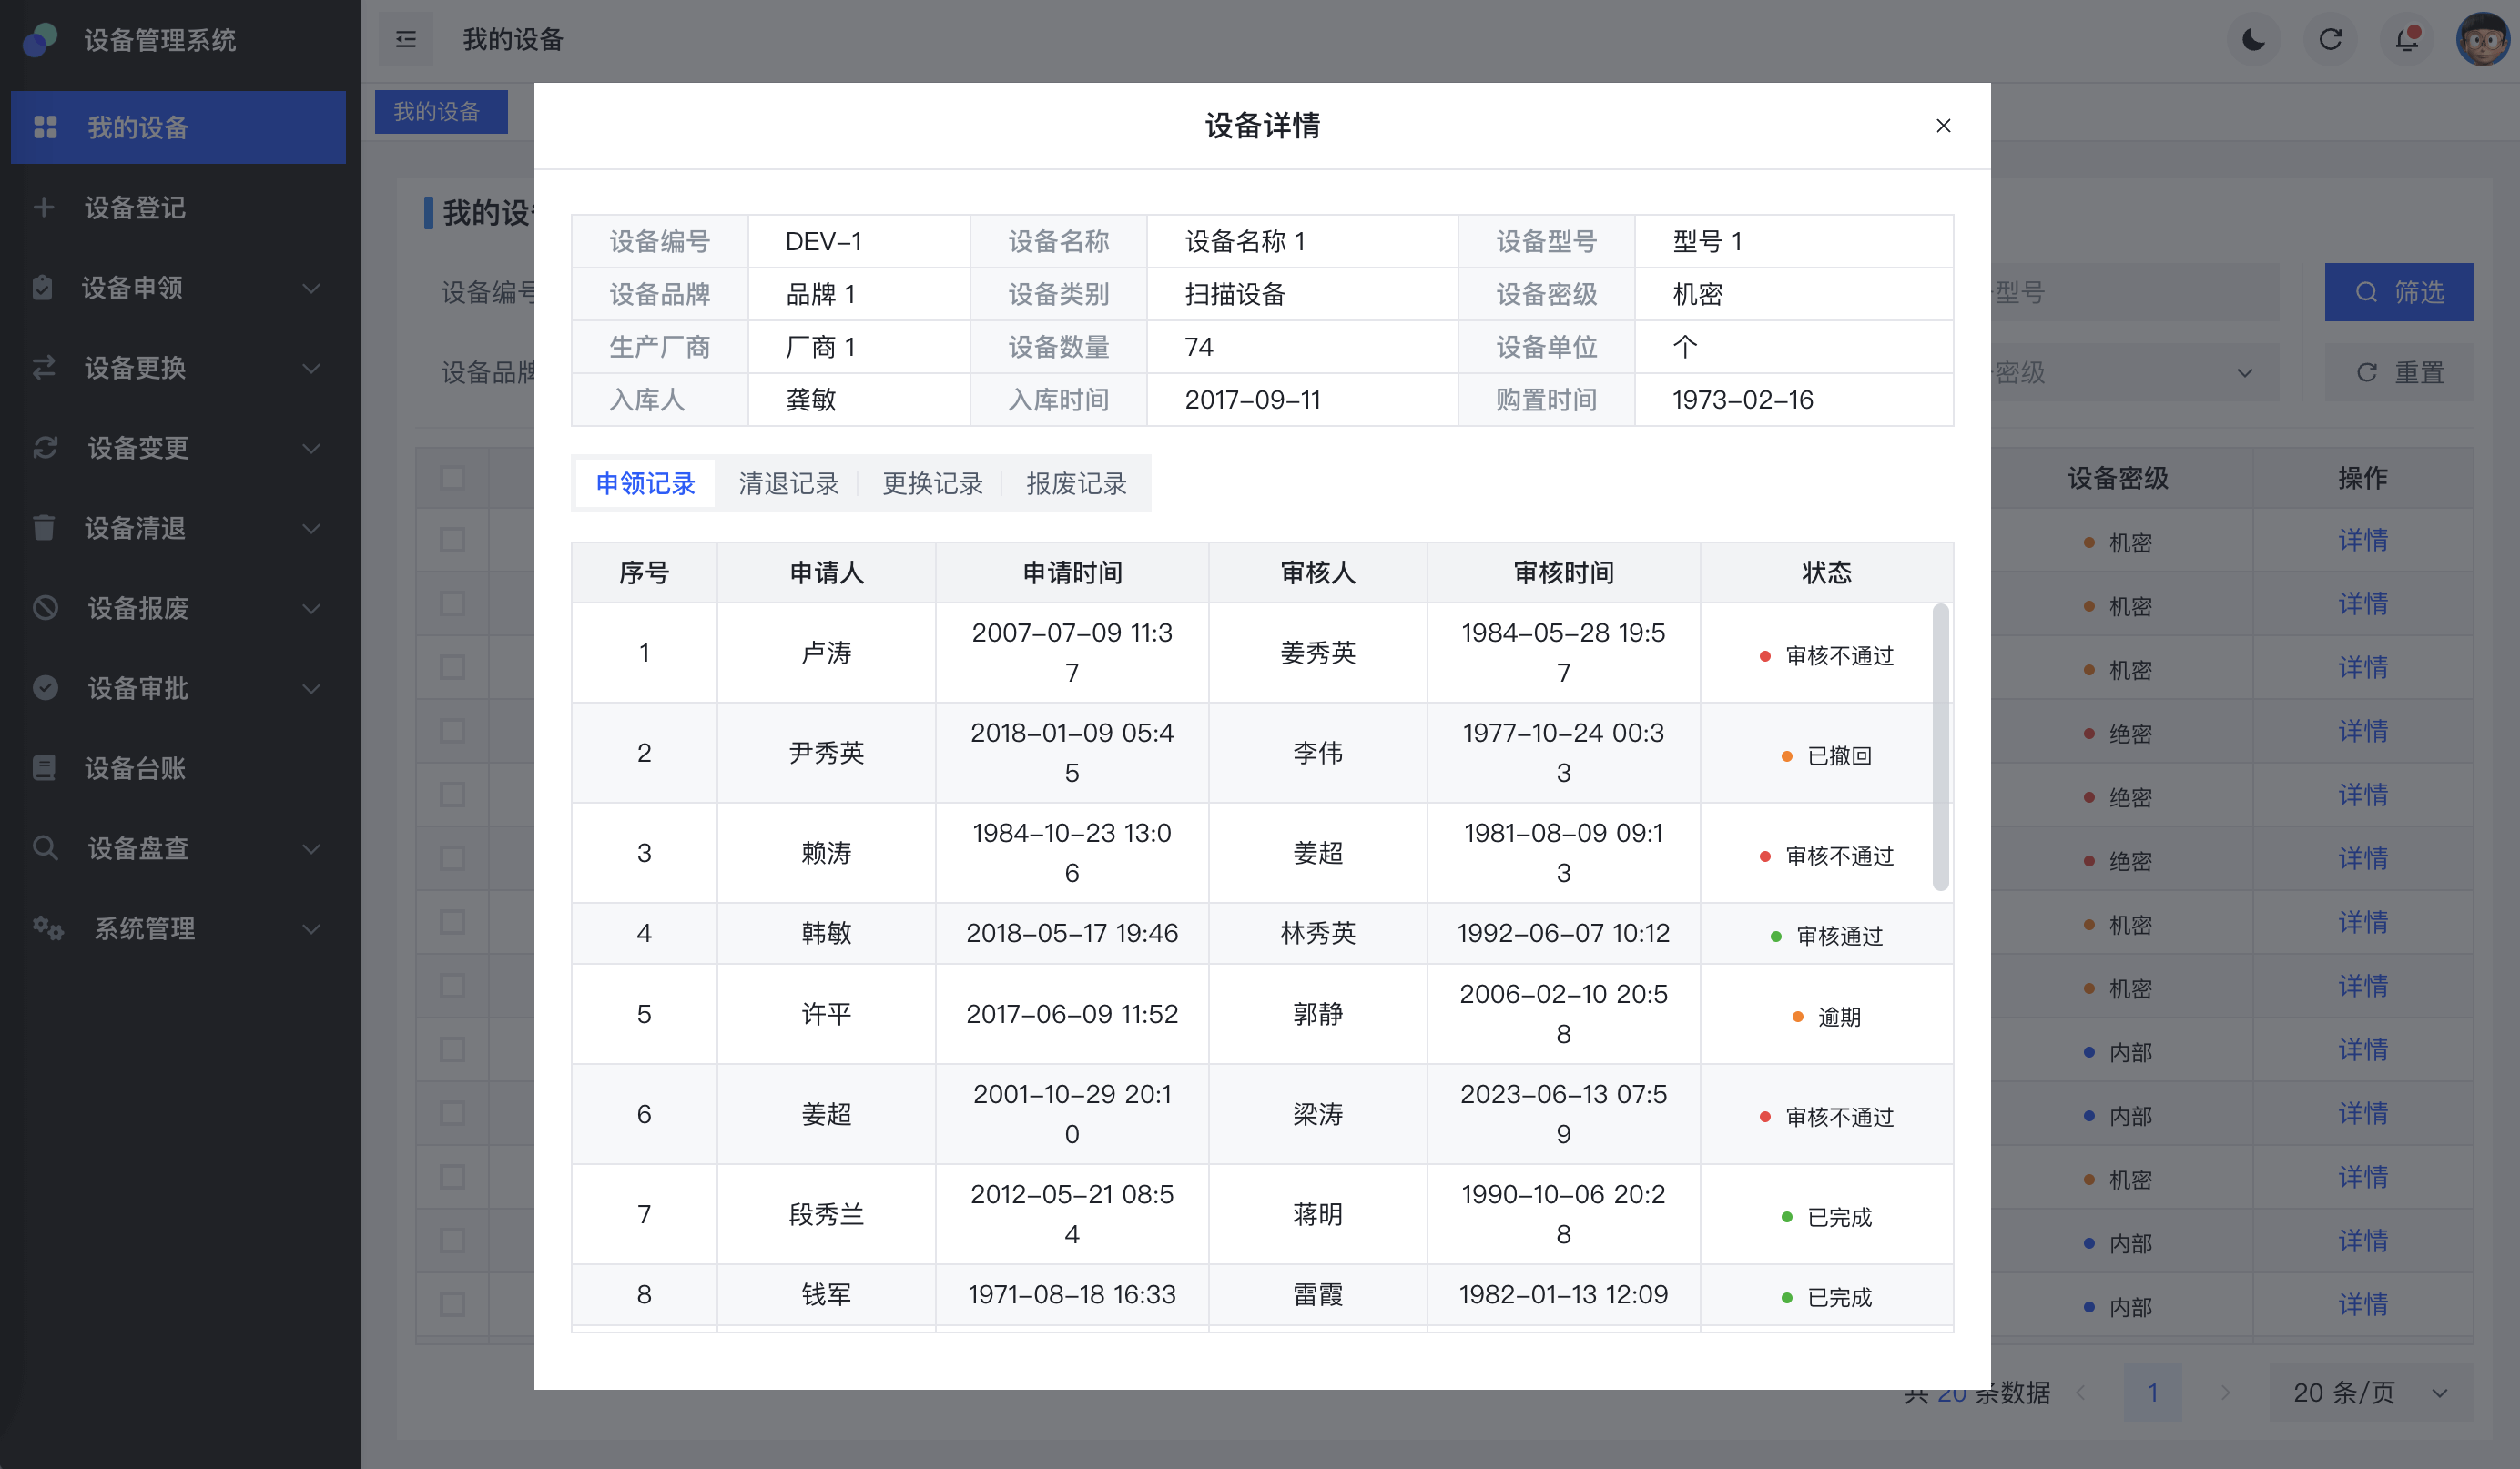 设备管理系统
我的设备
我的设备
设备登记
设备申领
设备更换
设备变更
设备清退
设备报废
设备审批
设备台账
设备盘查
系统管理
我的设备
我的设
设备编号
型号
筛选
设备品牌
密级
重置
设备详情
设备编号 DEV-1 设备名称 设备名称 1 设备型号 型号 1
设备品牌 品牌 1 设备类别 扫描设备 设备密级 机密
生产厂商 厂商 1 设备数量 74 设备单位 个
入库人 龚敏 入库时间 2017-09-11 购置时间 1973-02-16
申领记录 清退记录 更换记录 报废记录
序号 申请人 申请时间 审核人 审核时间 状态
1 卢涛 2007-07-09 11:37 姜秀英 1984-05-28 19:57 审核不通过
2 尹秀英 2018-01-09 05:45 李伟 1977-10-24 00:33 已撤回
3 赖涛 1984-10-23 13:06 姜超 1981-08-09 09:13 审核不通过
4 韩敏 2018-05-17 19:46 林秀英 1992-06-07 10:12 审核通过
5 许平 2017-06-09 11:52 郭静 2006-02-10 20:58 逾期
6 姜超 2001-10-29 20:10 梁涛 2023-06-13 07:59 审核不通过
7 段秀兰 2012-05-21 08:54 蒋明 1990-10-06 20:28 已完成
8 钱军 1971-08-18 16:33 雷霞 1982-01-13 12:09 已完成
设备密级 操作
机密 详情
机密 详情
机密 详情
绝密 详情
绝密 详情
绝密 详情
机密 详情
机密 详情
内部 详情
内部 详情
机密 详情
内部 详情
内部 详情
共 20 条数据 1 20 条/页